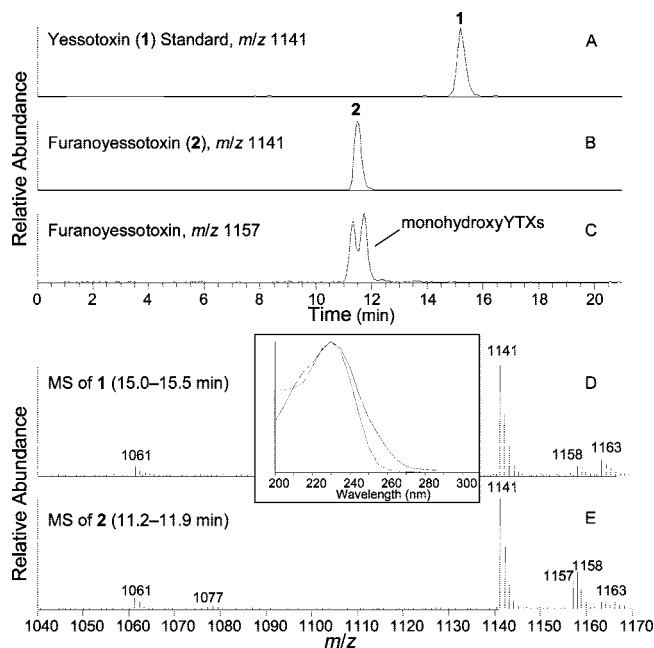 1
Yessotoxin (1) Standard, m/z 1141
A
2
Furanoyessotoxin (2), m/z 1141
B
Furanoyessotoxin, m/z 1157
monohydroxyYTXs
C
Relative Abundance
0 2 4 6 8 10 12 14 16 18 20
Time (min)
1141
MS of 1 (15.0–15.5 min)
D
1061
1158
1163
200 220 240 260 280 300
Wavelength (nm)
1141
MS of 2 (11.2–11.9 min)
E
1061
1077
1157
1158
1163
Relative Abundance
1040 1050 1060 1070 1080 1090 1100 1110 1120 1130 1140 1150 1160 1170
m/z